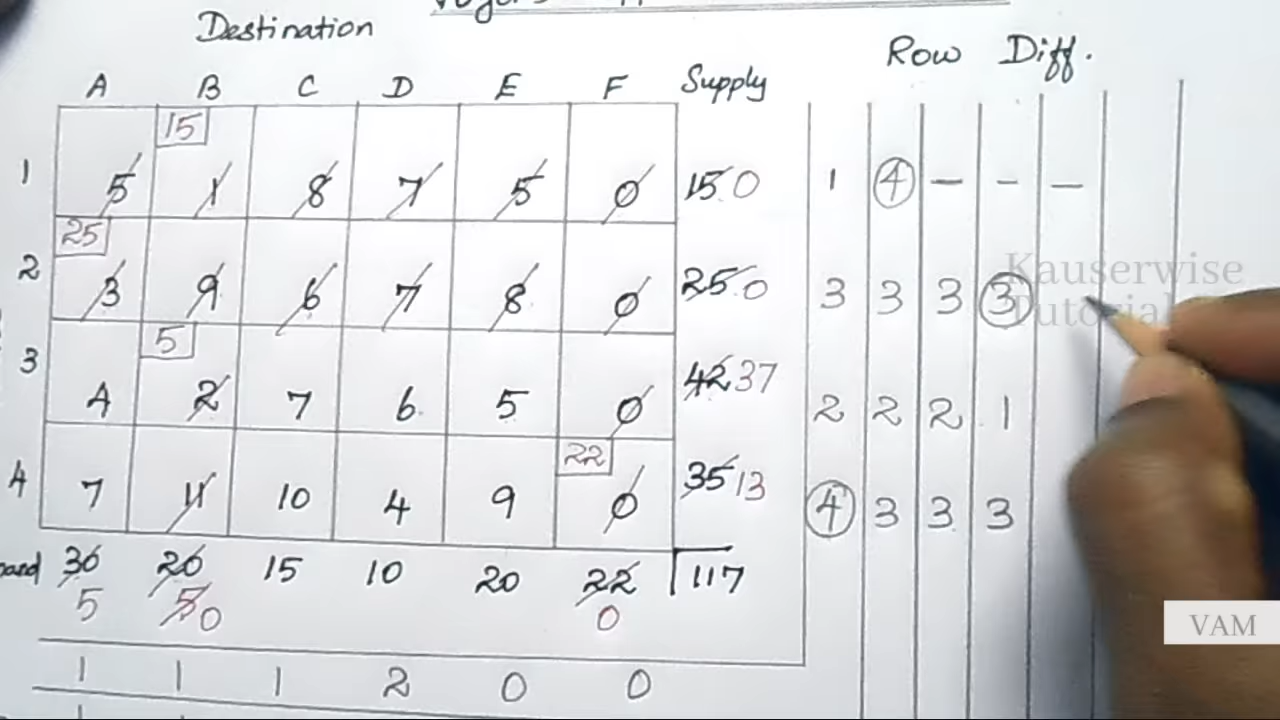 Destination
Row Diff.
A B C D E F Supply
15
1 5 1 8 7 5 0 15 0 1 4 - - -
25
2 3 9 6 7 8 0 25 0 3 3 3 3
Kauserwise
5
3 4 2 7 6 5 0 42 37 2 2 2 1
22
4 7 11 10 4 9 0 35 13 4 3 3 3
30 20 15 10 20 22 117
5 5 0 0
VAM
1 1 1 2 0 0